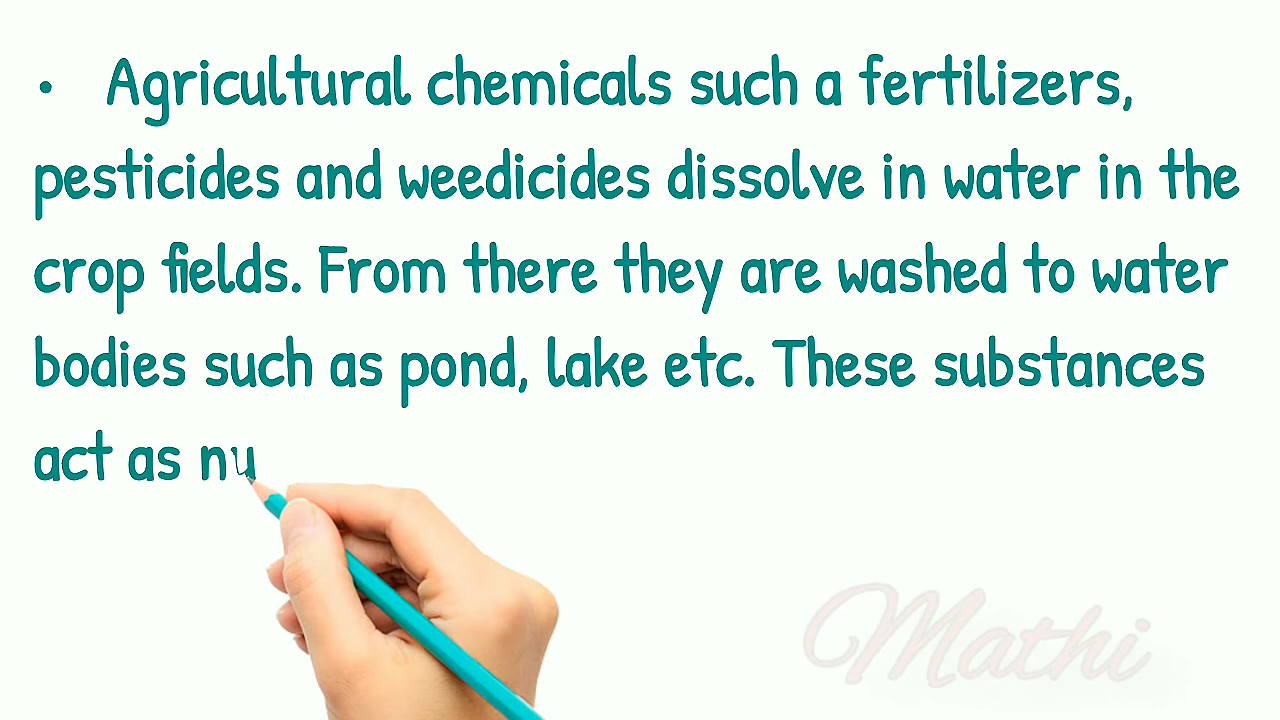 • Agricultural chemicals such a fertilizers,
pesticides and weedicides dissolve in water in the
crop fields. From there they are washed to water
bodies such as pond, lake etc. These substances
act as nu
Mathi